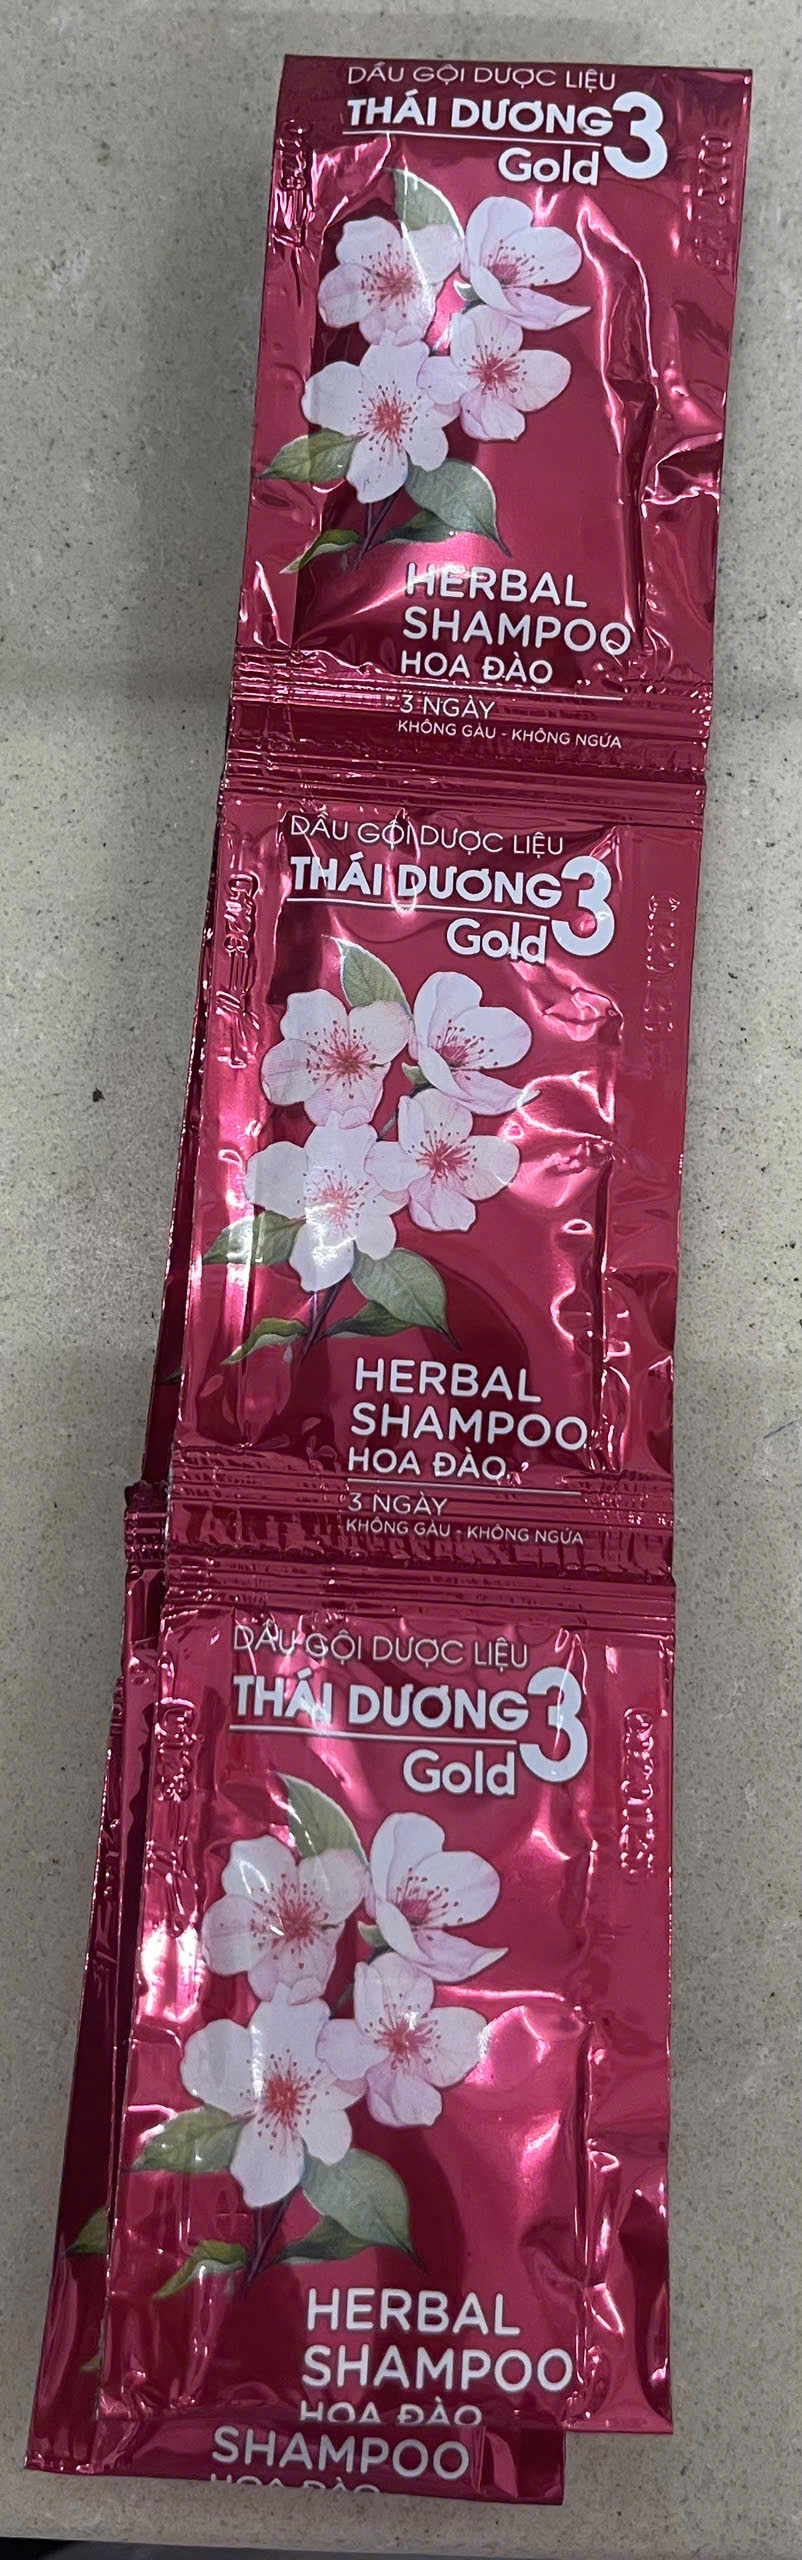 DẦU GỘI DƯỢC LIỆU
THÁI DƯƠNG 3
Gold
HERBAL
SHAMPOO
HOA ĐÀO
3 NGÀY
KHÔNG GÀU - KHÔNG NGỨA
DẦU GỘI DƯỢC LIỆU
THÁI DƯƠNG 3
Gold
HERBAL
SHAMPOO
HOA ĐÀO
3 NGÀY
KHÔNG GÀU - KHÔNG NGỨA
DẦU GỘI DƯỢC LIỆU
THÁI DƯƠNG 3
Gold
HERBAL
SHAMPOO
HOA ĐÀO
SHAMPOO
HOA ĐÀO